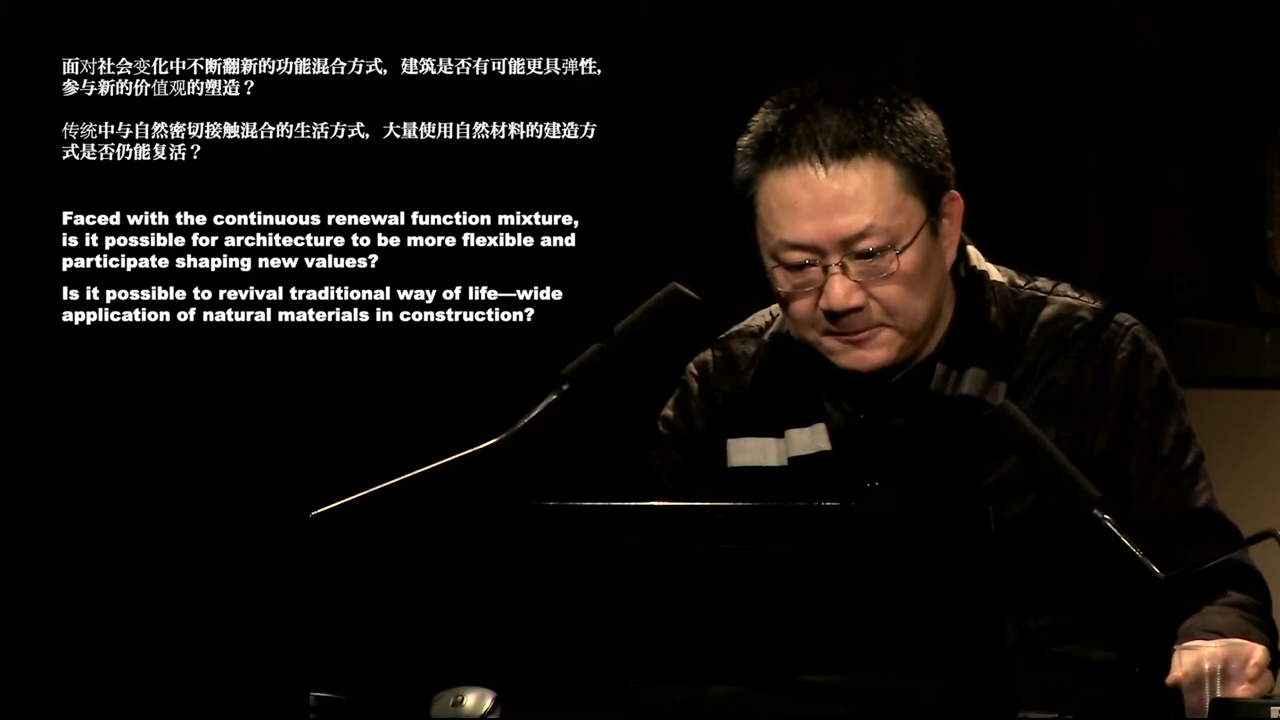 面对社会变化中不断翻新的功能混合方式，建筑是否有可能更具弹性,
参与新的价值观的塑造？
传统中与自然密切接触混合的生活方式，大量使用自然材料的建造方
式是否仍能复活？
Faced with the continuous renewal function mixture,
is it possible for architecture to be more flexible and
participate shaping new values?
Is it possible to revival traditional way of life—wide
application of natural materials in construction?